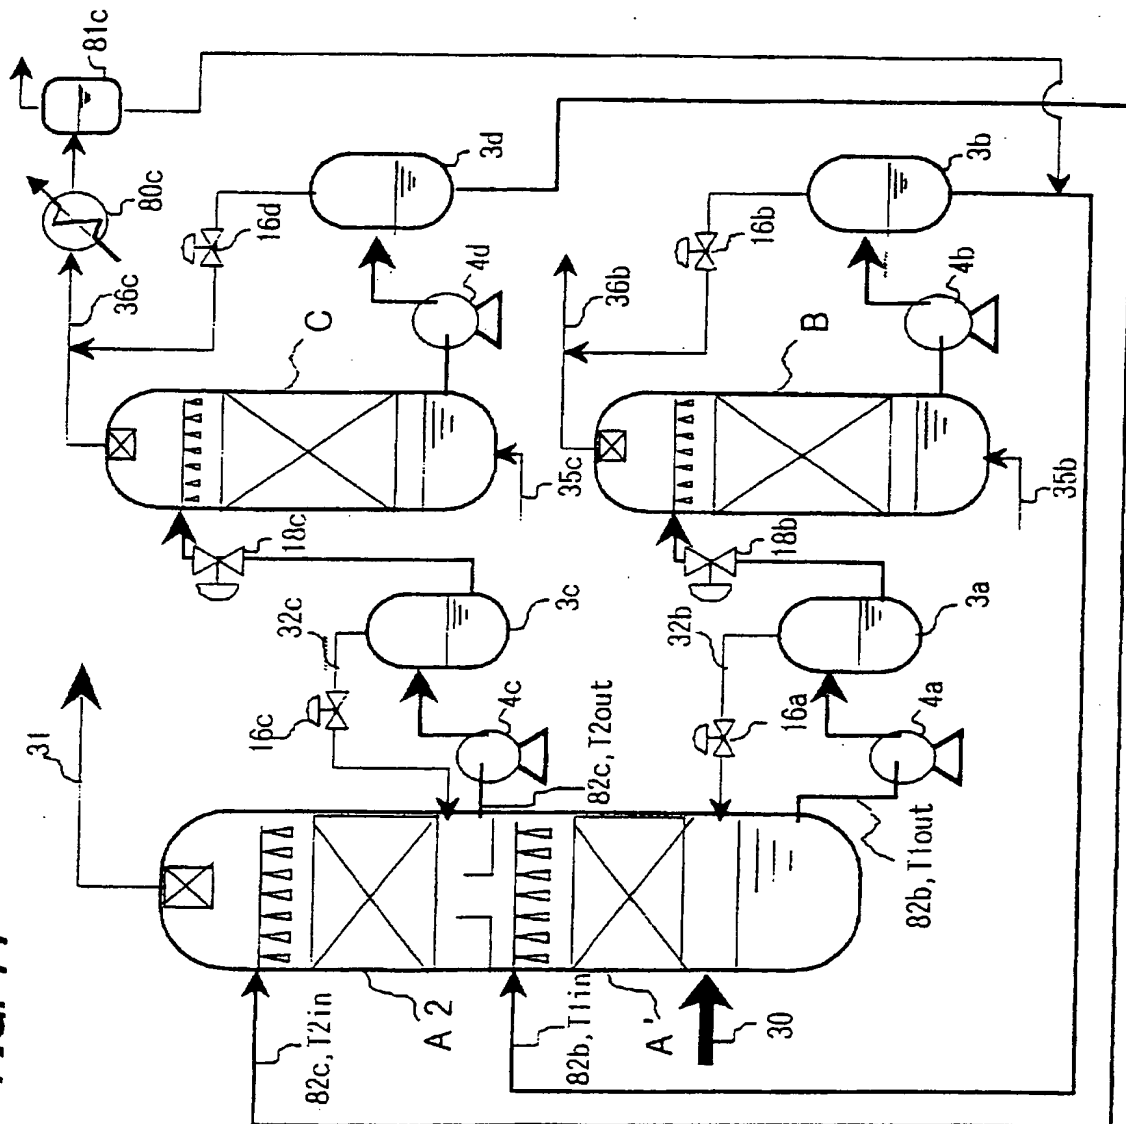 81c
80c
36c
3d
16d
4d
C
35c
18c
3c
32c
16c
4c
82c, T2out
31
A 2
82c, T2in
3b
16b
36b
4b
B
35b
18b
3a
32b
16a
4a
82b, T1out
A'
82b, T1in
30